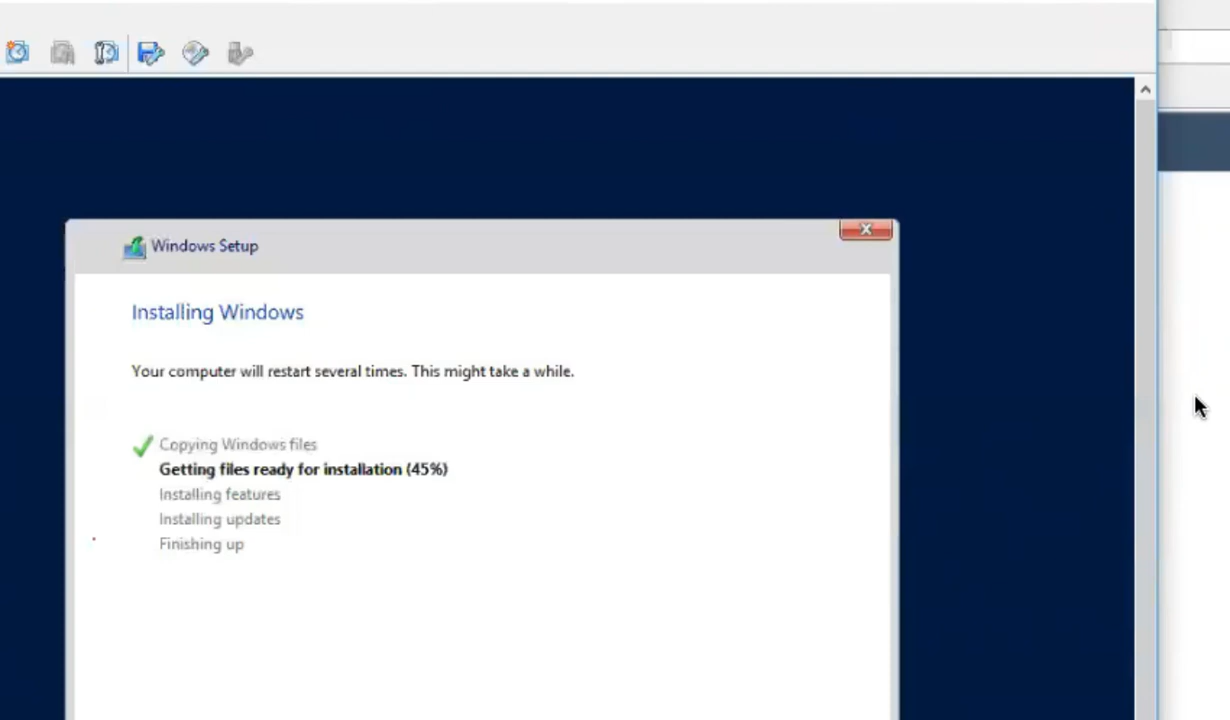 Windows Setup
Installing Windows
Your computer will restart several times. This might take a while.
Copying Windows files
Getting files ready for installation (45%)
Installing features
Installing updates
Finishing up